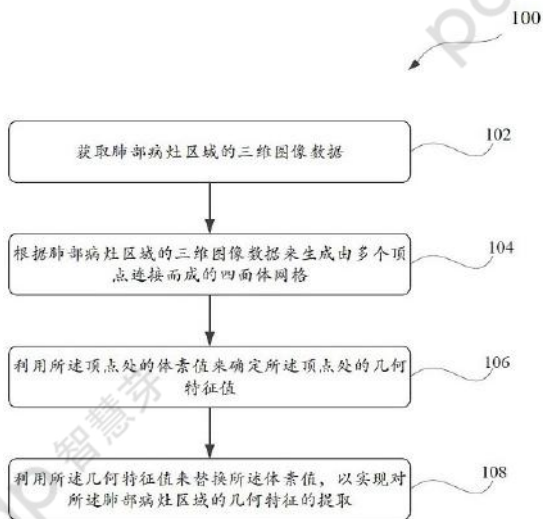 100
获取肺部病灶区域的三维图像数据
102
根据肺部病灶区域的三维图像数据来生成由多个顶
点连接而成的四面体网格
104
利用所述顶点处的体素值来确定所述顶点处的几何
特征值
106
利用所述几何特征值来替换所述体素值，以实现对
所述肺部病灶区域的几何特征的提取
108
智慧芽